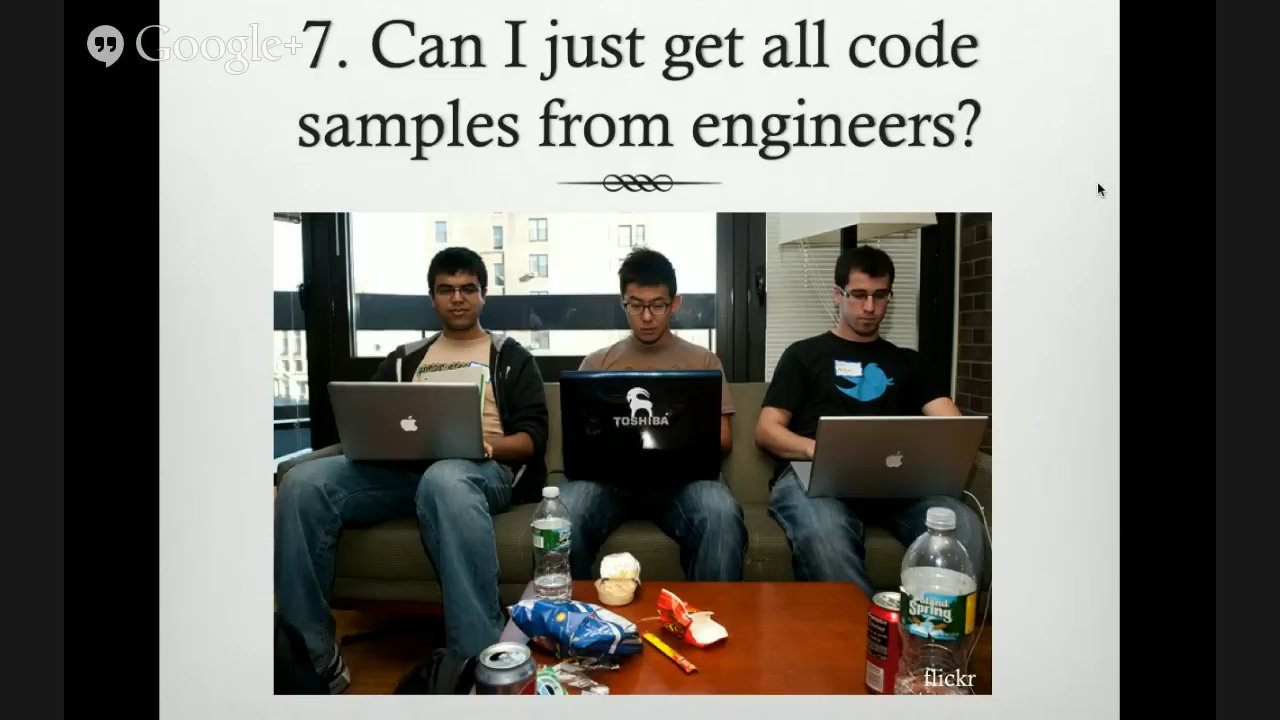 Google+
7. Can I just get all code
samples from engineers?
TOSHIBA
Spring
flickr